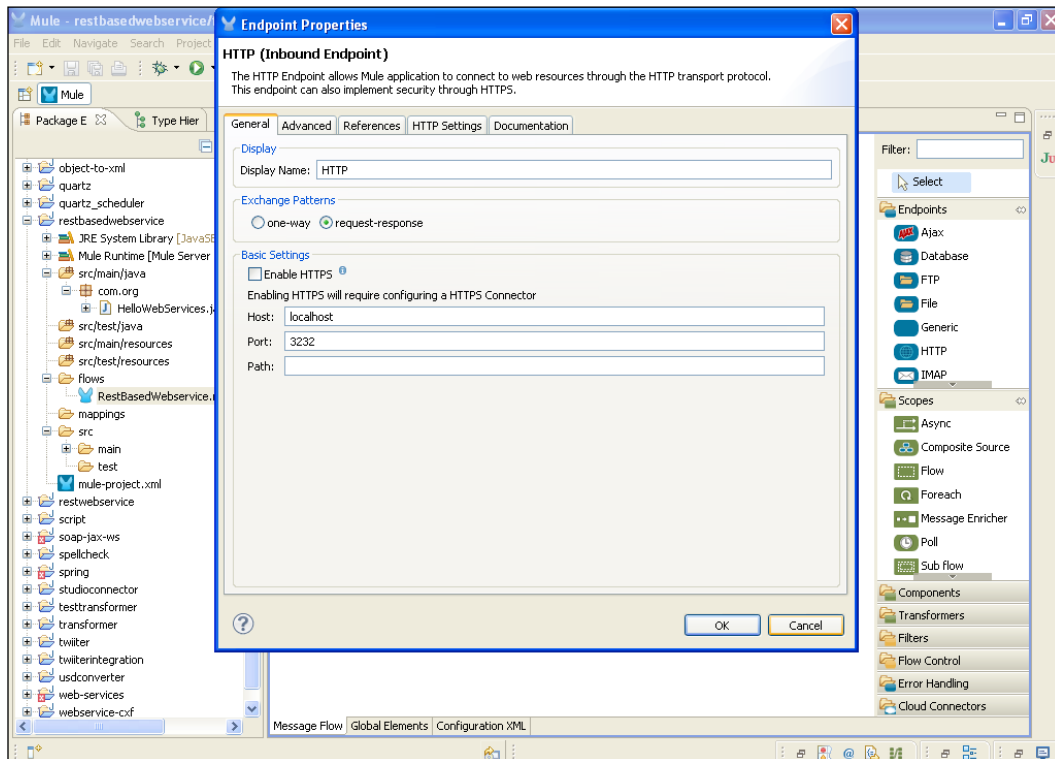 Mule - restbasedwebservice/
File Edit Navigate Search Project
Mule
Package E
Type Hier
object-to-xml
quartz
quartz_scheduler
restbasedwebservice
JRE System Library [JavaSE
Mule Runtime [Mule Server
src/main/java
com.org
HelloWebServices.ja
src/test/java
src/main/resources
src/test/resources
flows
RestBasedWebservice.
mappings
src
main
test
mule-project.xml
restwebservice
script
soap-jax-ws
spellcheck
spring
studioconnector
testtransformer
transformer
twiiter
twiiterintegration
usdconverter
web-services
webservice-cxf
Endpoint Properties
HTTP (Inbound Endpoint)
The HTTP Endpoint allows Mule application to connect to web resources through the HTTP transport protocol.
This endpoint can also implement security through HTTPS.
General Advanced References HTTP Settings Documentation
Display
Display Name: HTTP
Exchange Patterns
one-way request-response
Basic Settings
Enable HTTPS
Enabling HTTPS will require configuring a HTTPS Connector
Host: localhost
Port: 3232
Path:
?
OK Cancel
Message Flow Global Elements Configuration XML
Filter:
Select
Endpoints
Ajax
Database
FTP
File
Generic
HTTP
IMAP
Scopes
Async
Composite Source
Flow
Foreach
Message Enricher
Poll
Sub flow
Components
Transformers
Filters
Flow Control
Error Handling
Cloud Connectors
Ju